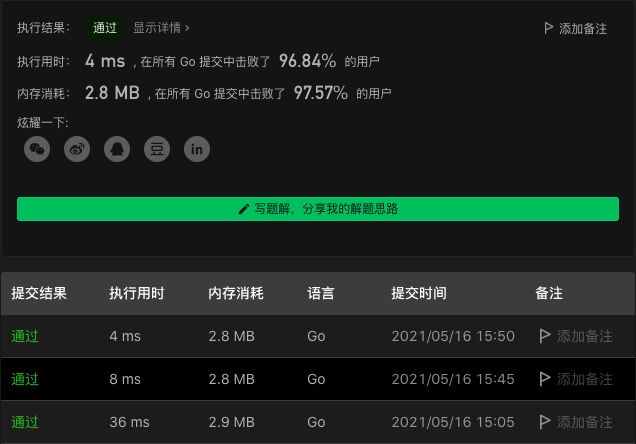 执行结果： 通过 显示详情 › 添加备注
执行用时： 4 ms , 在所有 Go 提交中击败了 96.84% 的用户
内存消耗： 2.8 MB , 在所有 Go 提交中击败了 97.57% 的用户
炫耀一下:
豆 in
写题解，分享我的解题思路
提交结果 执行用时 内存消耗 语言 提交时间 备注
通过 4 ms 2.8 MB Go 2021/05/16 15:50 添加备注
通过 8 ms 2.8 MB Go 2021/05/16 15:45 添加备注
通过 36 ms 2.9 MB Go 2021/05/16 15:05 添加备注